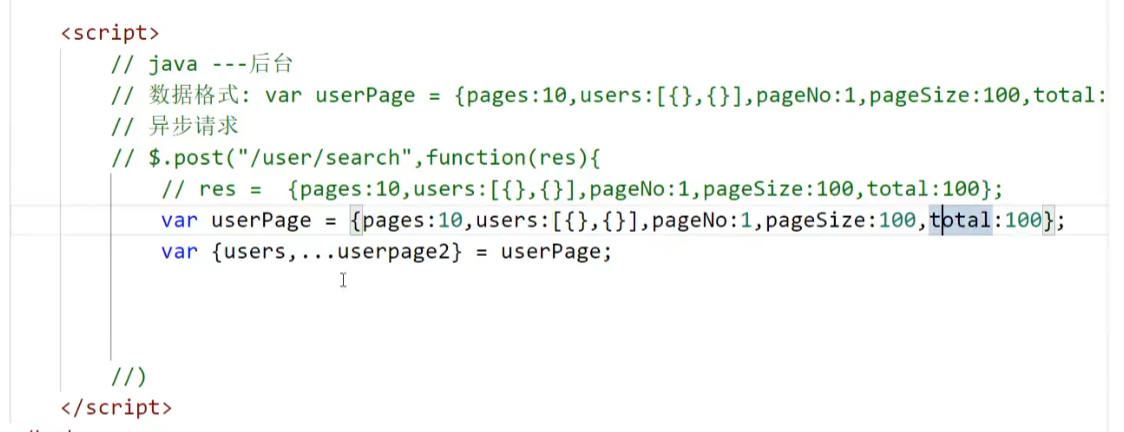 <script>
// java ---后台
// 数据格式: var userPage = {pages:10,users:[{},{}],pageNo:1,pageSize:100,total:
// 异步请求
// $.post("/user/search",function(res){
// res =  {pages:10,users:[{},{}],pageNo:1,pageSize:100,total:100};
var userPage = {pages:10,users:[{},{}],pageNo:1,pageSize:100,total:100};
var {users,...userpage2} = userPage;
//)
</script>